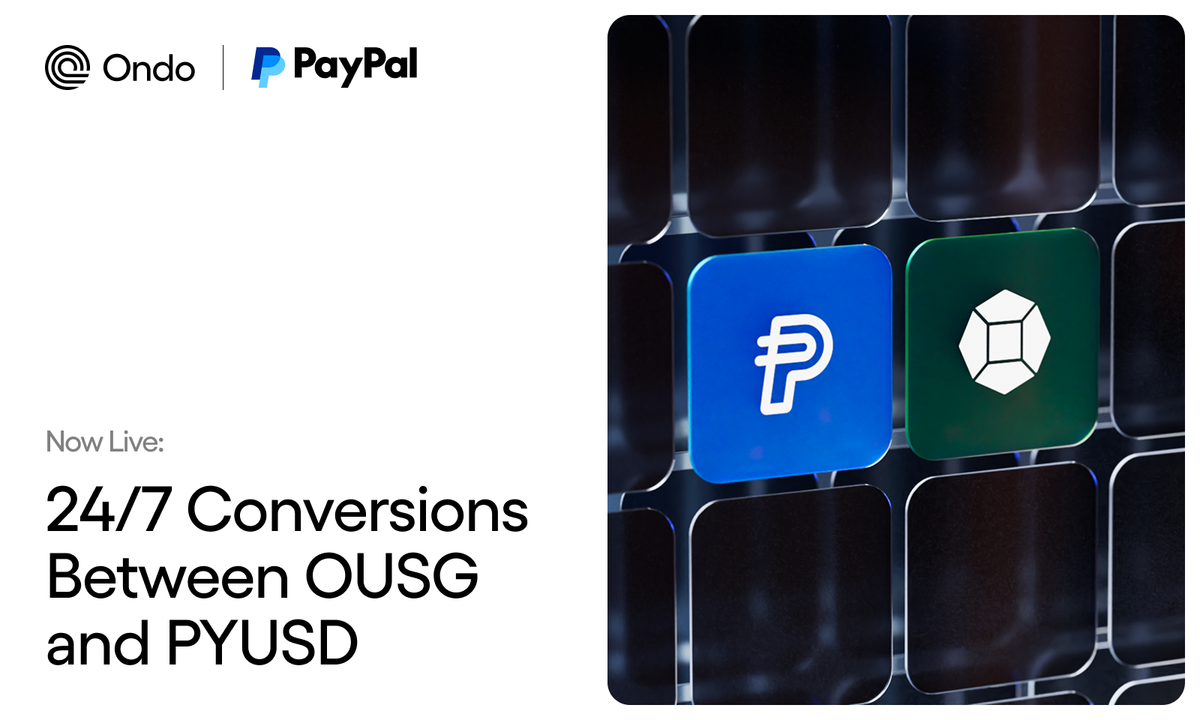 Ondo
PayPal
Now Live:
24/7 Conversions
Between OUSG
and PYUSD